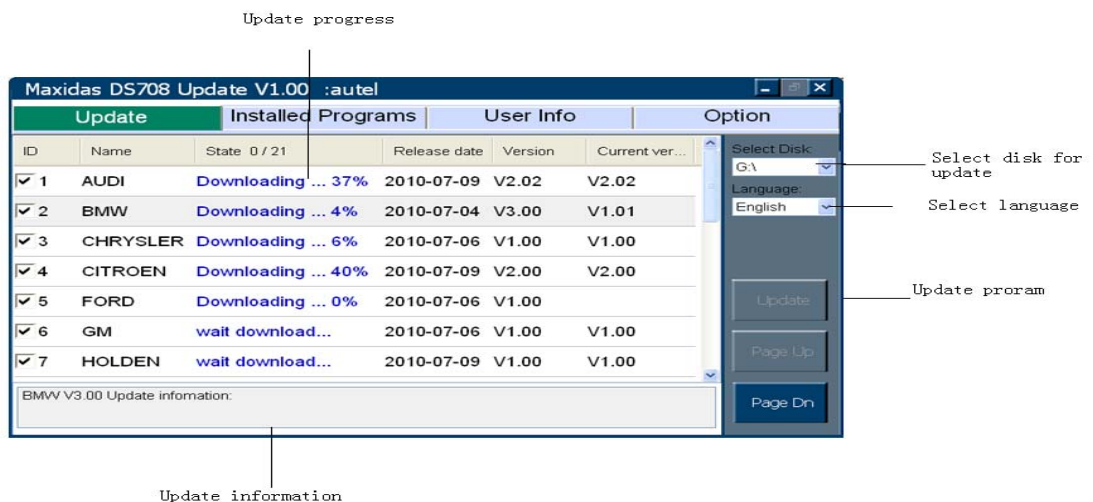 Update progress
Maxidas DS708 Update V1.00 :autel
Update Installed Programs User Info Option
ID Name State 0/21 Release date Version Current ver... Select Disk:
G:\
1 AUDI Downloading ... 37% 2010-07-09 V2.02 V2.02
Language:
2 BMW Downloading ... 4% 2010-07-04 V3.00 V1.01 English
3 CHRYSLER Downloading ... 6% 2010-07-06 V1.00 V1.00
4 CITROEN Downloading ... 40% 2010-07-09 V2.00 V2.00
5 FORD Downloading ... 0% 2010-07-06 V1.00 Update
6 GM wait download... 2010-07-06 V1.00 V1.00
7 HOLDEN wait download... 2010-07-09 V1.00 V1.00 Page Up
BMW V3.00 Update infomation:
Page Dn
Select disk for
update
Select language
Update proram
Update information